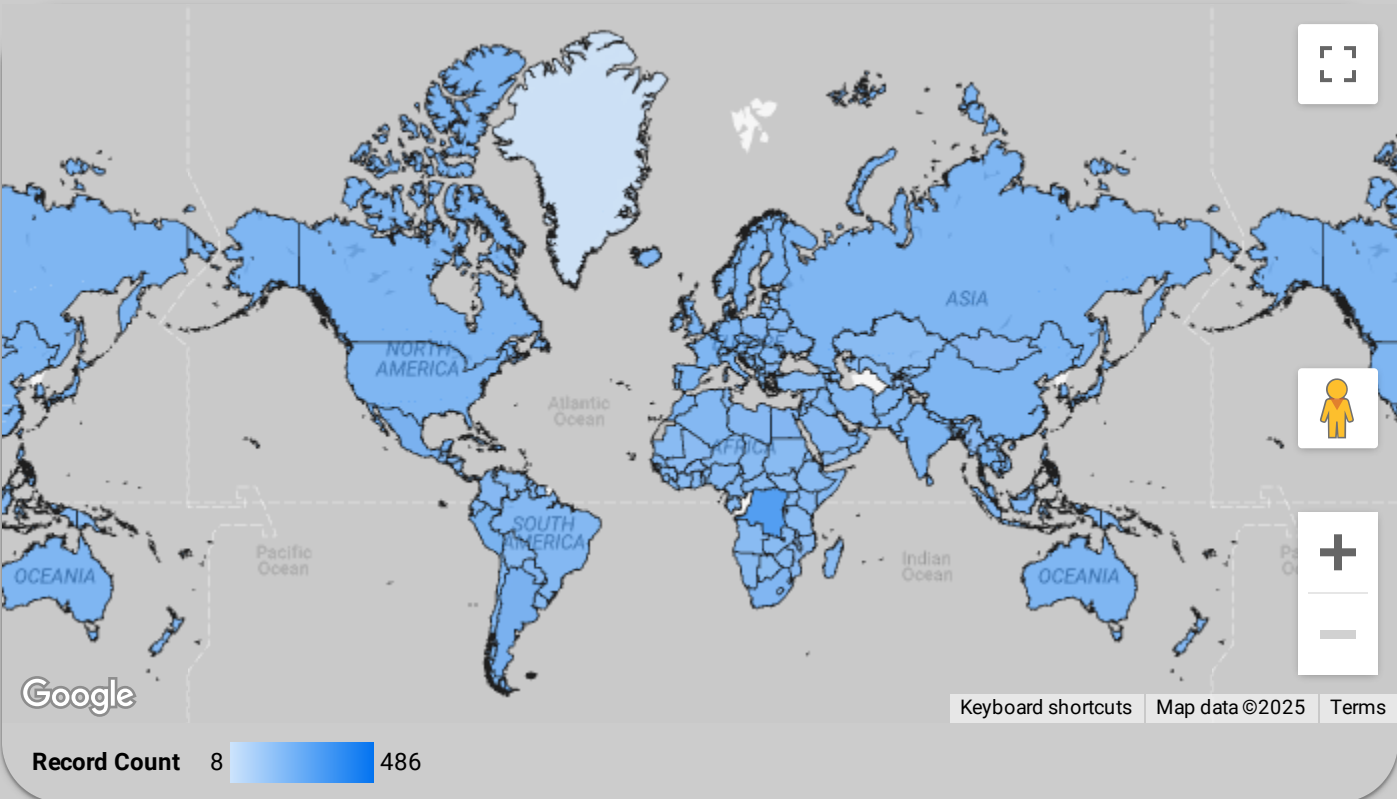 ASIA
NORTH
AMERICA
EUROPE
Atlantic
Ocean
AFRICA
SOUTH
AMERICA
Pacific
Ocean
Indian
Ocean
OCEANIA
OCEANIA
Google
Keyboard shortcuts
Map data ©2025
Terms
Record Count 8 486